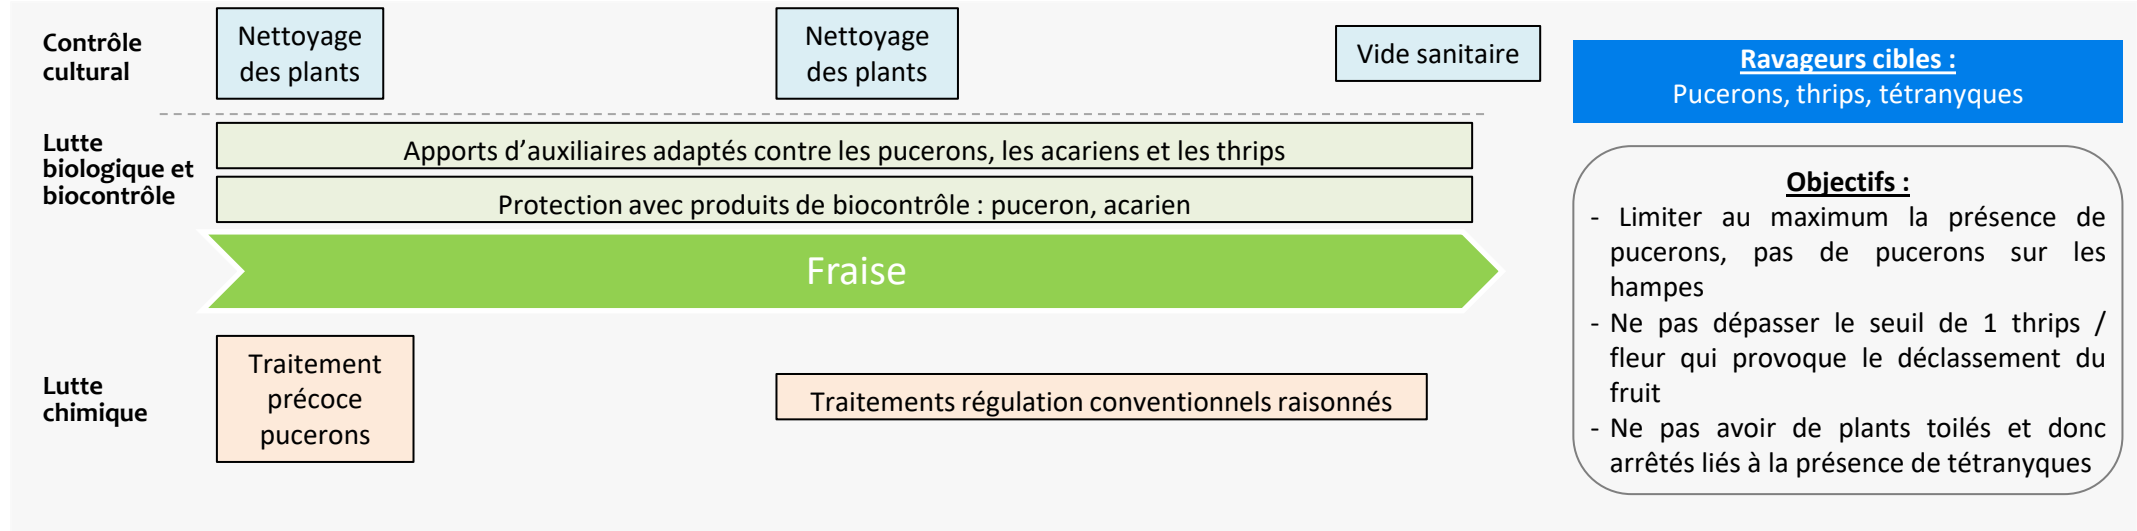 Contrôle
cultural
Nettoyage
des plants
Nettoyage
des plants
Vide sanitaire
Lutte
biologique et
biocontrôle
Apports d’auxiliaires adaptés contre les pucerons, les acariens et les thrips
Protection avec produits de biocontrôle : puceron, acarien
Fraise
Lutte
chimique
Traitement
précoce
pucerons
Traitements régulation conventionnels raisonnés
Ravageurs cibles :
Pucerons, thrips, tétranyques
Objectifs :
- Limiter au maximum la présence de
pucerons, pas de pucerons sur les
hampes
- Ne pas dépasser le seuil de 1 thrips /
fleur qui provoque le déclassement du
fruit
- Ne pas avoir de plants toilés et donc
arrêtés liés à la présence de tétranyques